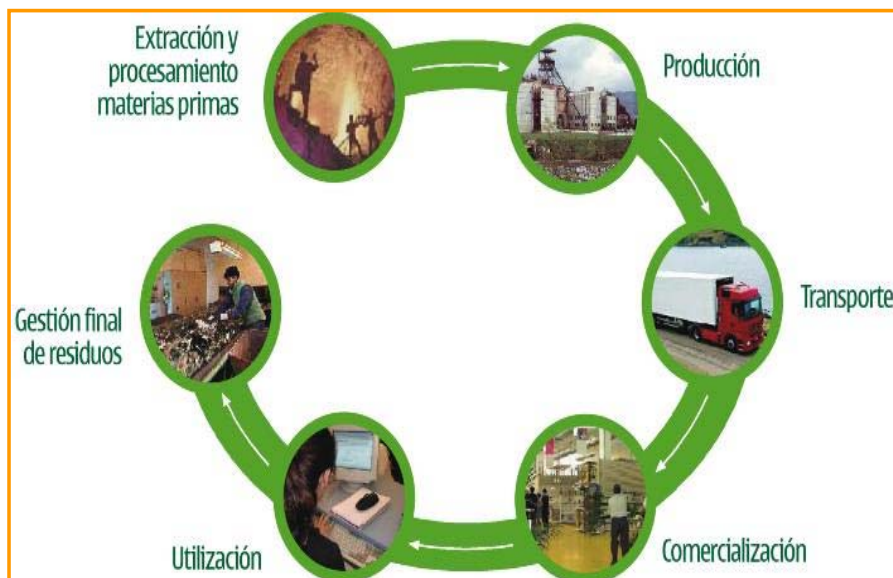 Extracción y
procesamiento
materias primas
Producción
Transporte
Comercialización
Utilización
Gestión final
de residuos